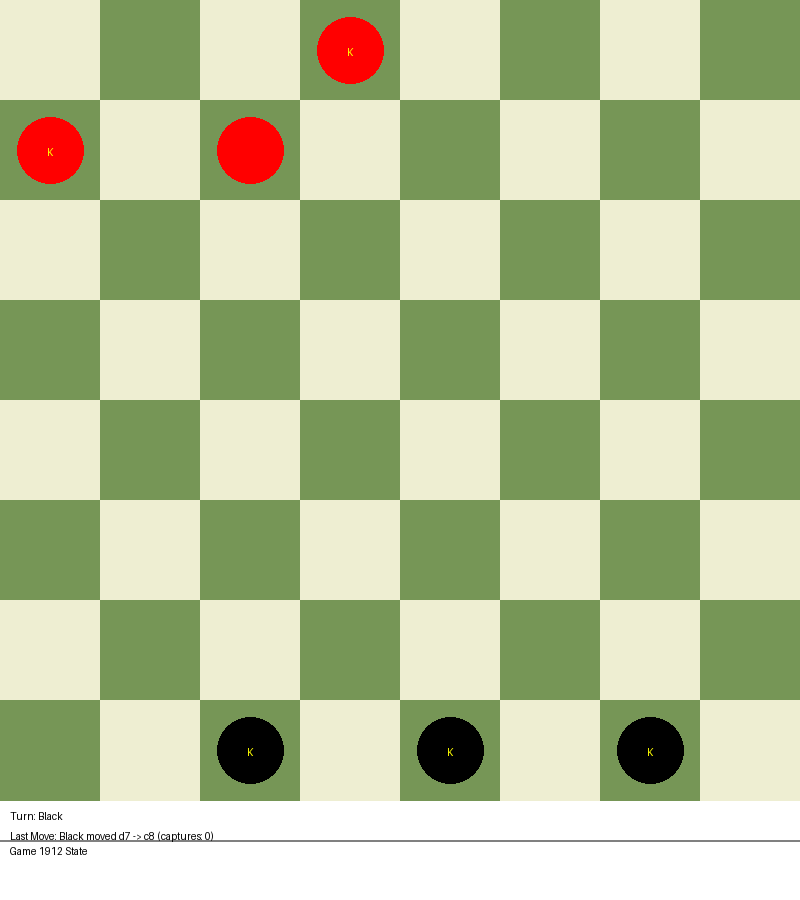 K
K
K K K
Turn: Black
Last Move: Black moved d7 -> c8 (captures: 0)
Game 1912 State